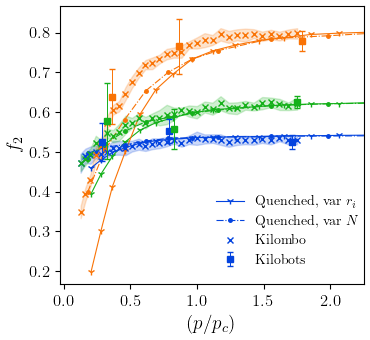 0.8
0.7
0.6
0.5
0.4
0.3
0.2
f₂
Quenched, var rᵢ
Quenched, var N
Kilombo
Kilobots
0.0 0.5 1.0 1.5 2.0
(p/p_c)